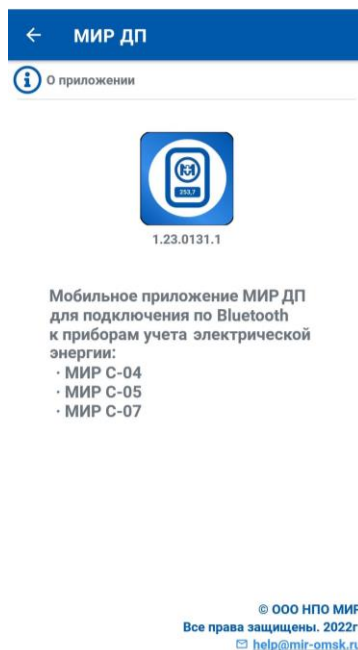 МИР ДП
О приложении
253,7
1.23.0131.1
Мобильное приложение МИР ДП
для подключения по Bluetooth
к приборам учета электрической
энергии:
· МИР С-04
· МИР С-05
· МИР С-07
© ООО НПО МИР
Все права защищены. 2022г
help@mir-omsk.ru